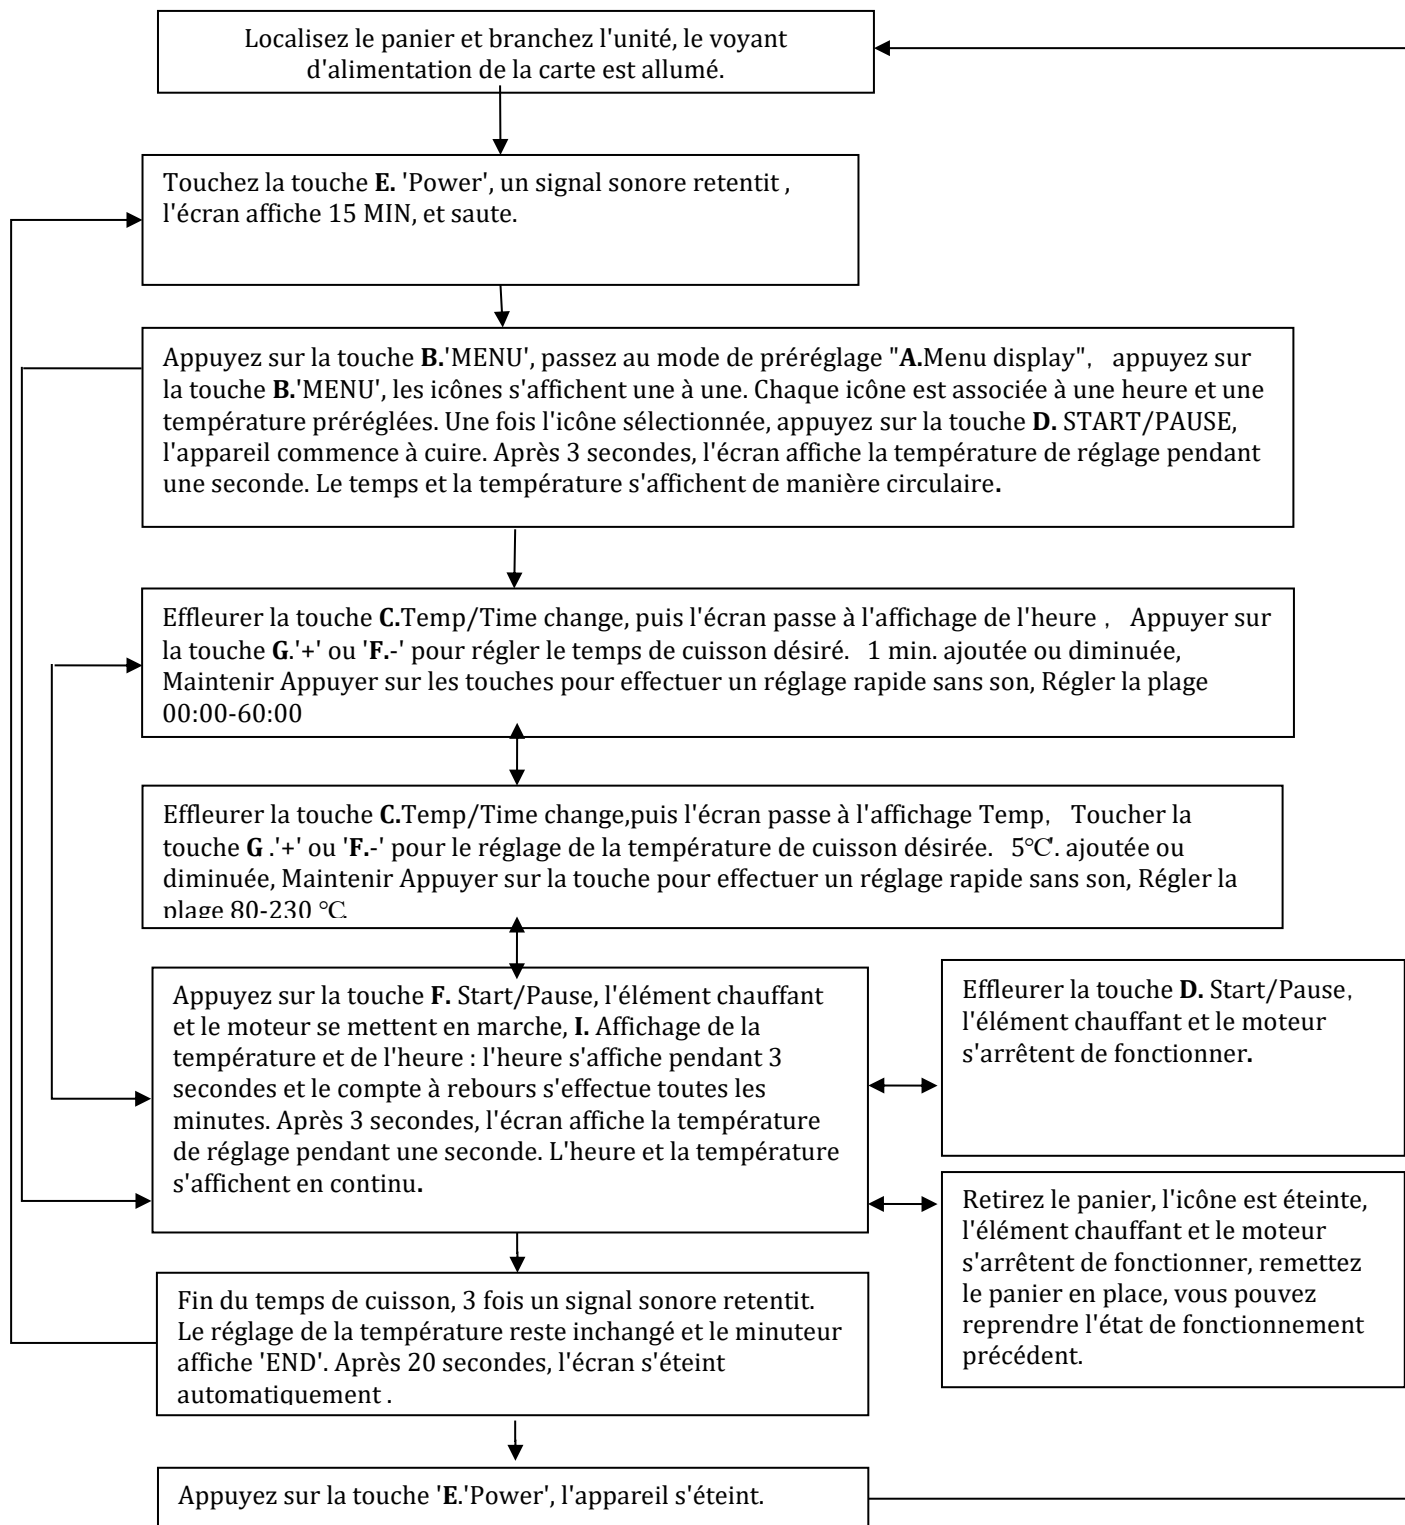 Localisez le panier et branchez l'unité, le voyant
d'alimentation de la carte est allumé.
Touchez la touche E. 'Power', un signal sonore retentit ,
l'écran affiche 15 MIN, et saute.
Appuyez sur la touche B.'MENU', passez au mode de préréglage "A.Menu display", appuyez sur
la touche B.'MENU', les icônes s'affichent une à une. Chaque icône est associée à une heure et une
température préréglées. Une fois l'icône sélectionnée, appuyez sur la touche D. START/PAUSE,
l'appareil commence à cuire. Après 3 secondes, l'écran affiche la température de réglage pendant
une seconde. Le temps et la température s'affichent de manière circulaire.
Effleurer la touche C.Temp/Time change, puis l'écran passe à l'affichage de l'heure , Appuyer sur
la touche G.'+' ou 'F.-' pour régler le temps de cuisson désiré. 1 min. ajoutée ou diminuée,
Maintenir Appuyer sur les touches pour effectuer un réglage rapide sans son, Régler la plage
00:00-60:00
Effleurer la touche C.Temp/Time change,puis l'écran passe à l'affichage Temp, Toucher la
touche G .'+' ou 'F.-' pour le réglage de la température de cuisson désirée. 5℃. ajoutée ou
diminuée, Maintenir Appuyer sur la touche pour effectuer un réglage rapide sans son, Régler la
plage 80-230 ℃
Appuyez sur la touche F. Start/Pause, l'élément chauffant
et le moteur se mettent en marche, I. Affichage de la
température et de l'heure : l'heure s'affiche pendant 3
secondes et le compte à rebours s'effectue toutes les
minutes. Après 3 secondes, l'écran affiche la température
de réglage pendant une seconde. L'heure et la température
s'affichent en continu.
Effleurer la touche D. Start/Pause,
l'élément chauffant et le moteur
s'arrêtent de fonctionner.
Retirez le panier, l'icône est éteinte,
l'élément chauffant et le moteur
s'arrêtent de fonctionner, remettez
le panier en place, vous pouvez
reprendre l'état de fonctionnement
précédent.
Fin du temps de cuisson, 3 fois un signal sonore retentit.
Le réglage de la température reste inchangé et le minuteur
affiche 'END'. Après 20 secondes, l'écran s'éteint
automatiquement .
Appuyez sur la touche 'E.'Power', l'appareil s'éteint.